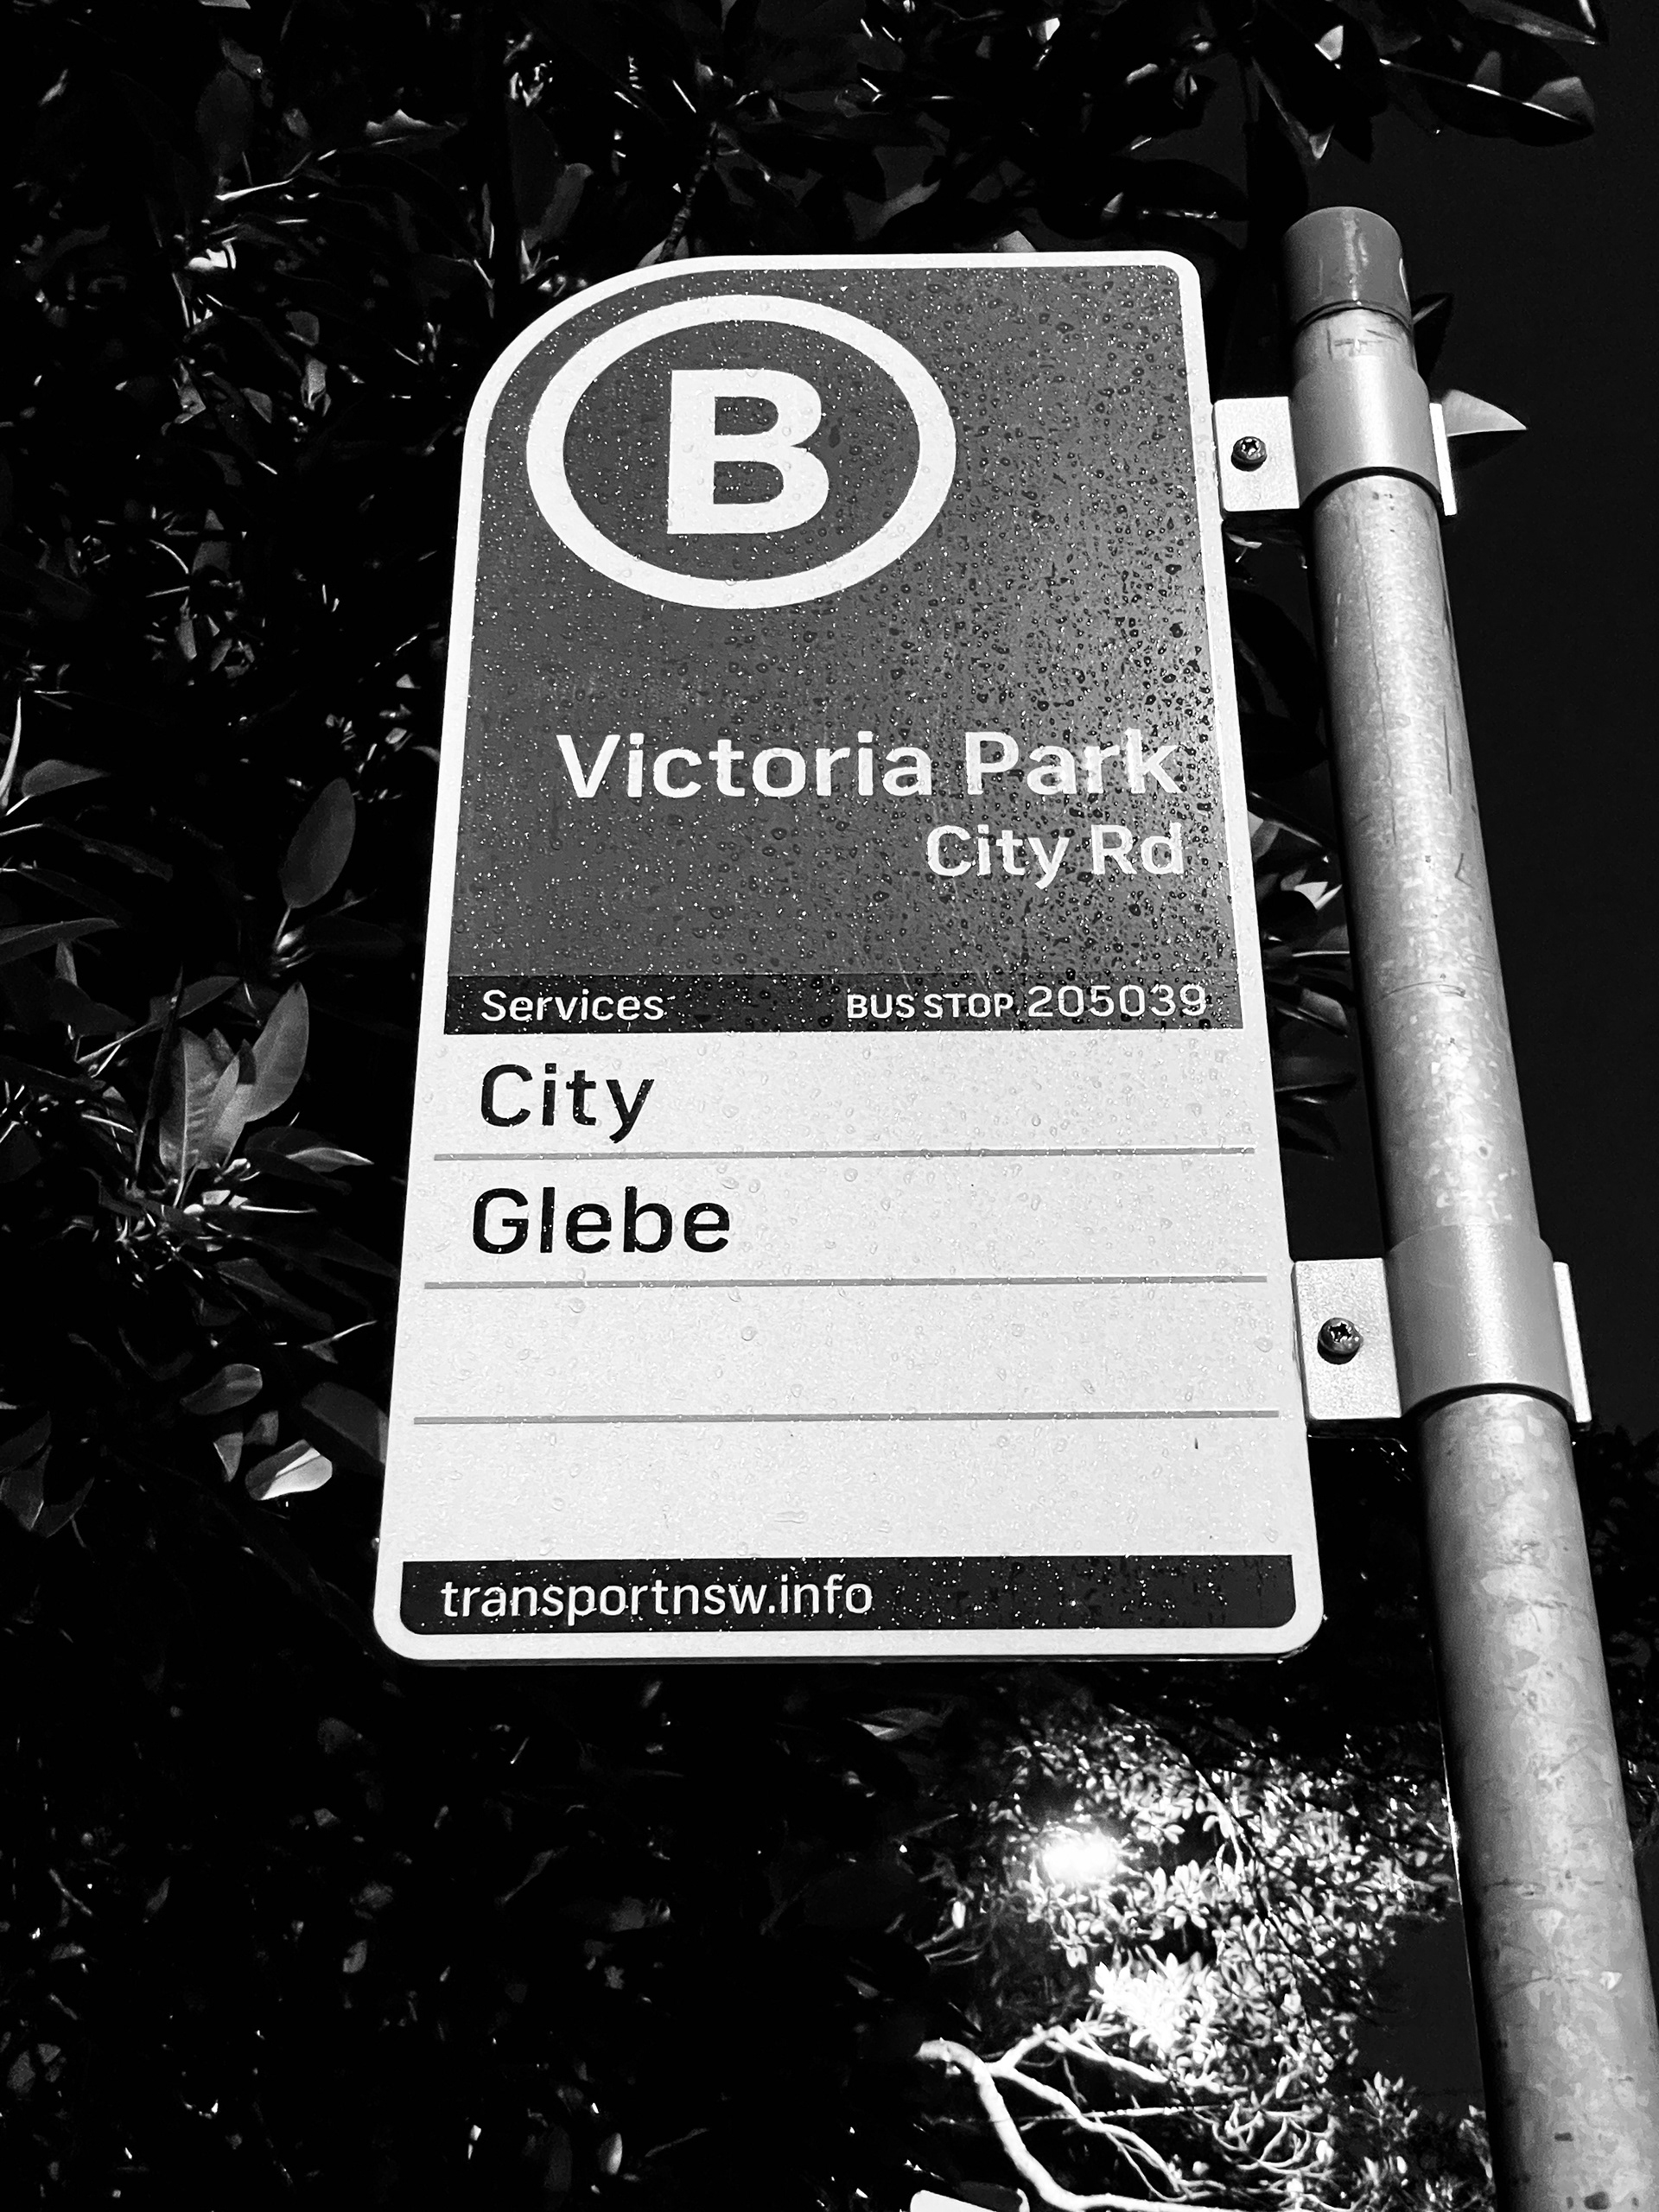 B
Victoria Park
City Rd
Services BUS STOP 205039
City
Glebe
transportnsw.info